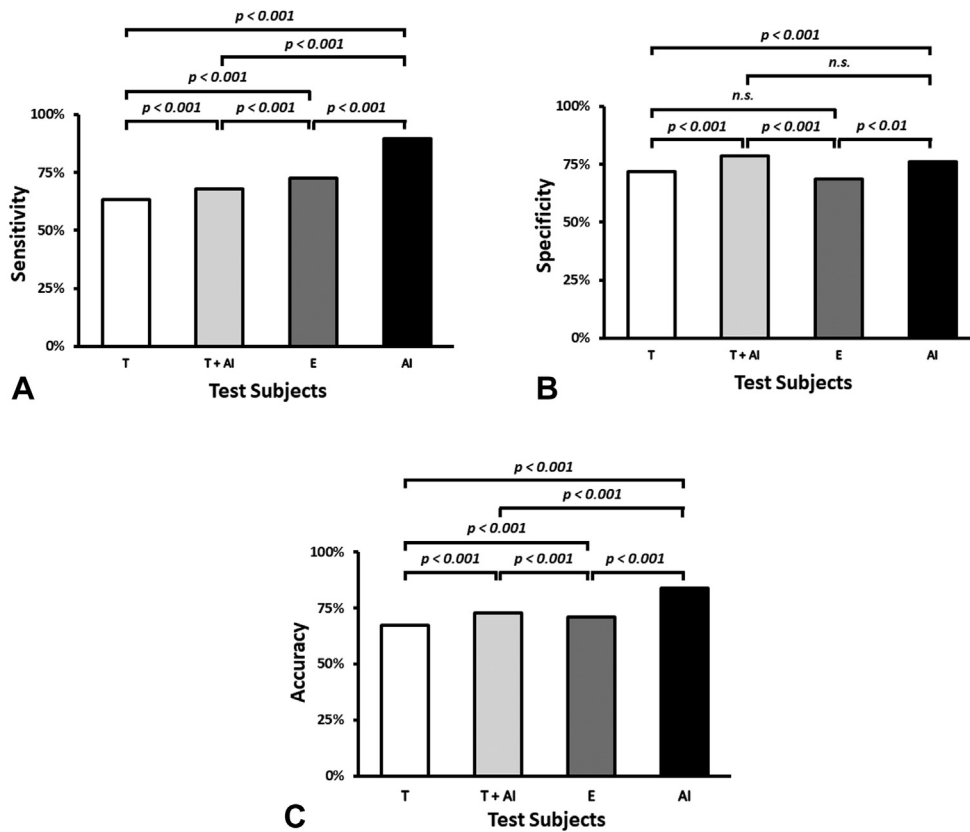 p < 0.001
p < 0.001
p < 0.001
p < 0.001 p < 0.001 p < 0.001
100%
75%
50%
25%
0%
Sensitivity
T T + AI E AI
Test Subjects
A
p < 0.001
n.s.
n.s.
p < 0.001 p < 0.001 p < 0.01
100%
75%
50%
25%
0%
Specificity
T T + AI E AI
Test Subjects
B
p < 0.001
p < 0.001
p < 0.001
p < 0.001 p < 0.001 p < 0.001
100%
75%
50%
25%
0%
Accuracy
T T + AI E AI
Test Subjects
C